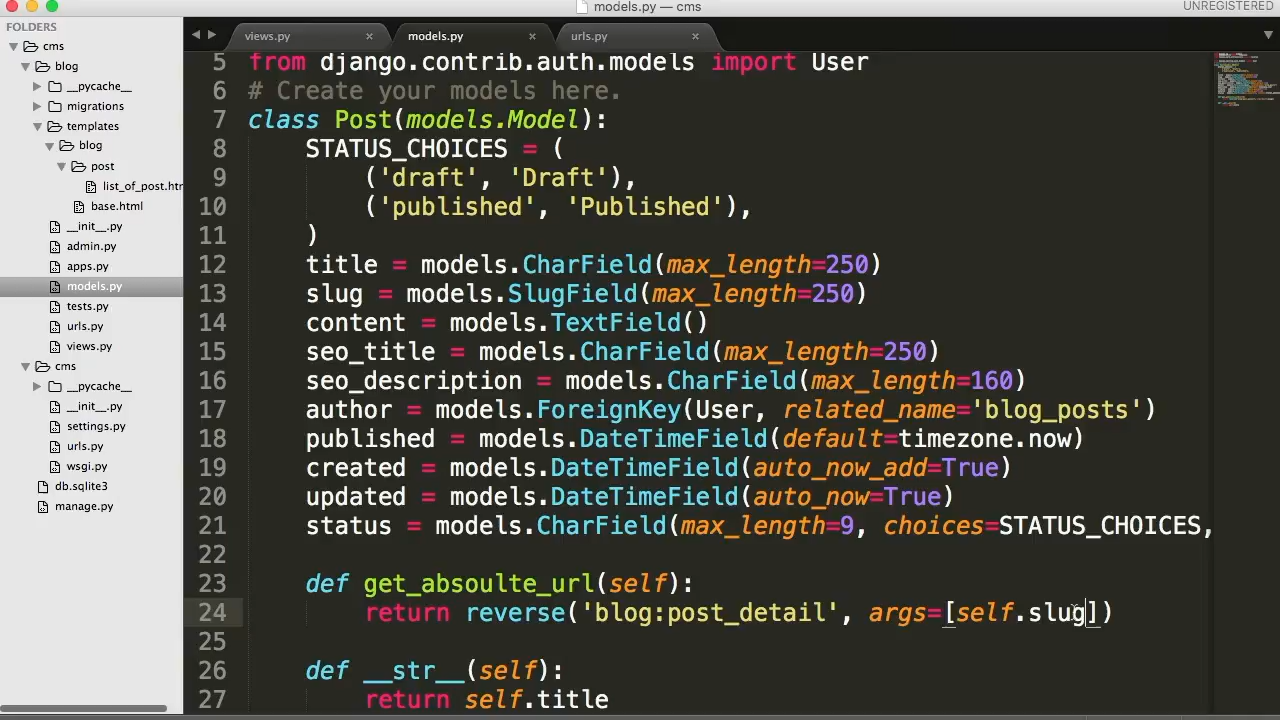 models.py — cms
UNREGISTERED
FOLDERS
cms
blog
__pycache__
migrations
templates
blog
post
list_of_post.htr
base.html
__init__.py
admin.py
apps.py
models.py
tests.py
urls.py
views.py
cms
__pycache__
__init__.py
settings.py
urls.py
wsgi.py
db.sqlite3
manage.py
views.py × models.py × urls.py ×
5 from django.contrib.auth.models import User
6 # Create your models here.
7 class Post(models.Model):
8 STATUS_CHOICES = (
9 ('draft', 'Draft'),
10 ('published', 'Published'),
11 )
12 title = models.CharField(max_length=250)
13 slug = models.SlugField(max_length=250)
14 content = models.TextField()
15 seo_title = models.CharField(max_length=250)
16 seo_description = models.CharField(max_length=160)
17 author = models.ForeignKey(User, related_name='blog_posts')
18 published = models.DateTimeField(default=timezone.now)
19 created = models.DateTimeField(auto_now_add=True)
20 updated = models.DateTimeField(auto_now=True)
21 status = models.CharField(max_length=9, choices=STATUS_CHOICES,
22
23 def get_absoulte_url(self):
24 return reverse('blog:post_detail', args=[self.slug])
25
26 def __str__(self):
27 return self.title